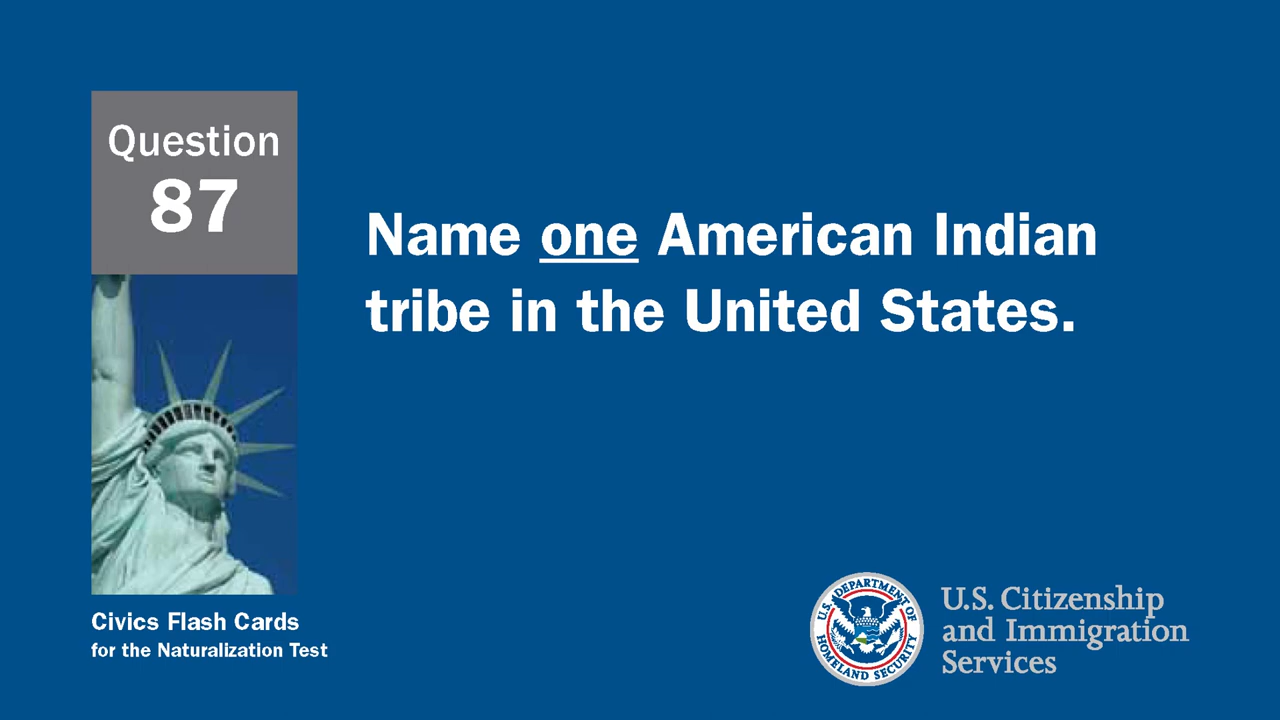 Question
87
Name one American Indian
tribe in the United States.
Civics Flash Cards
for the Naturalization Test
U.S. DEPARTMENT OF
HOMELAND SECURITY
U.S. Citizenship
and Immigration
Services